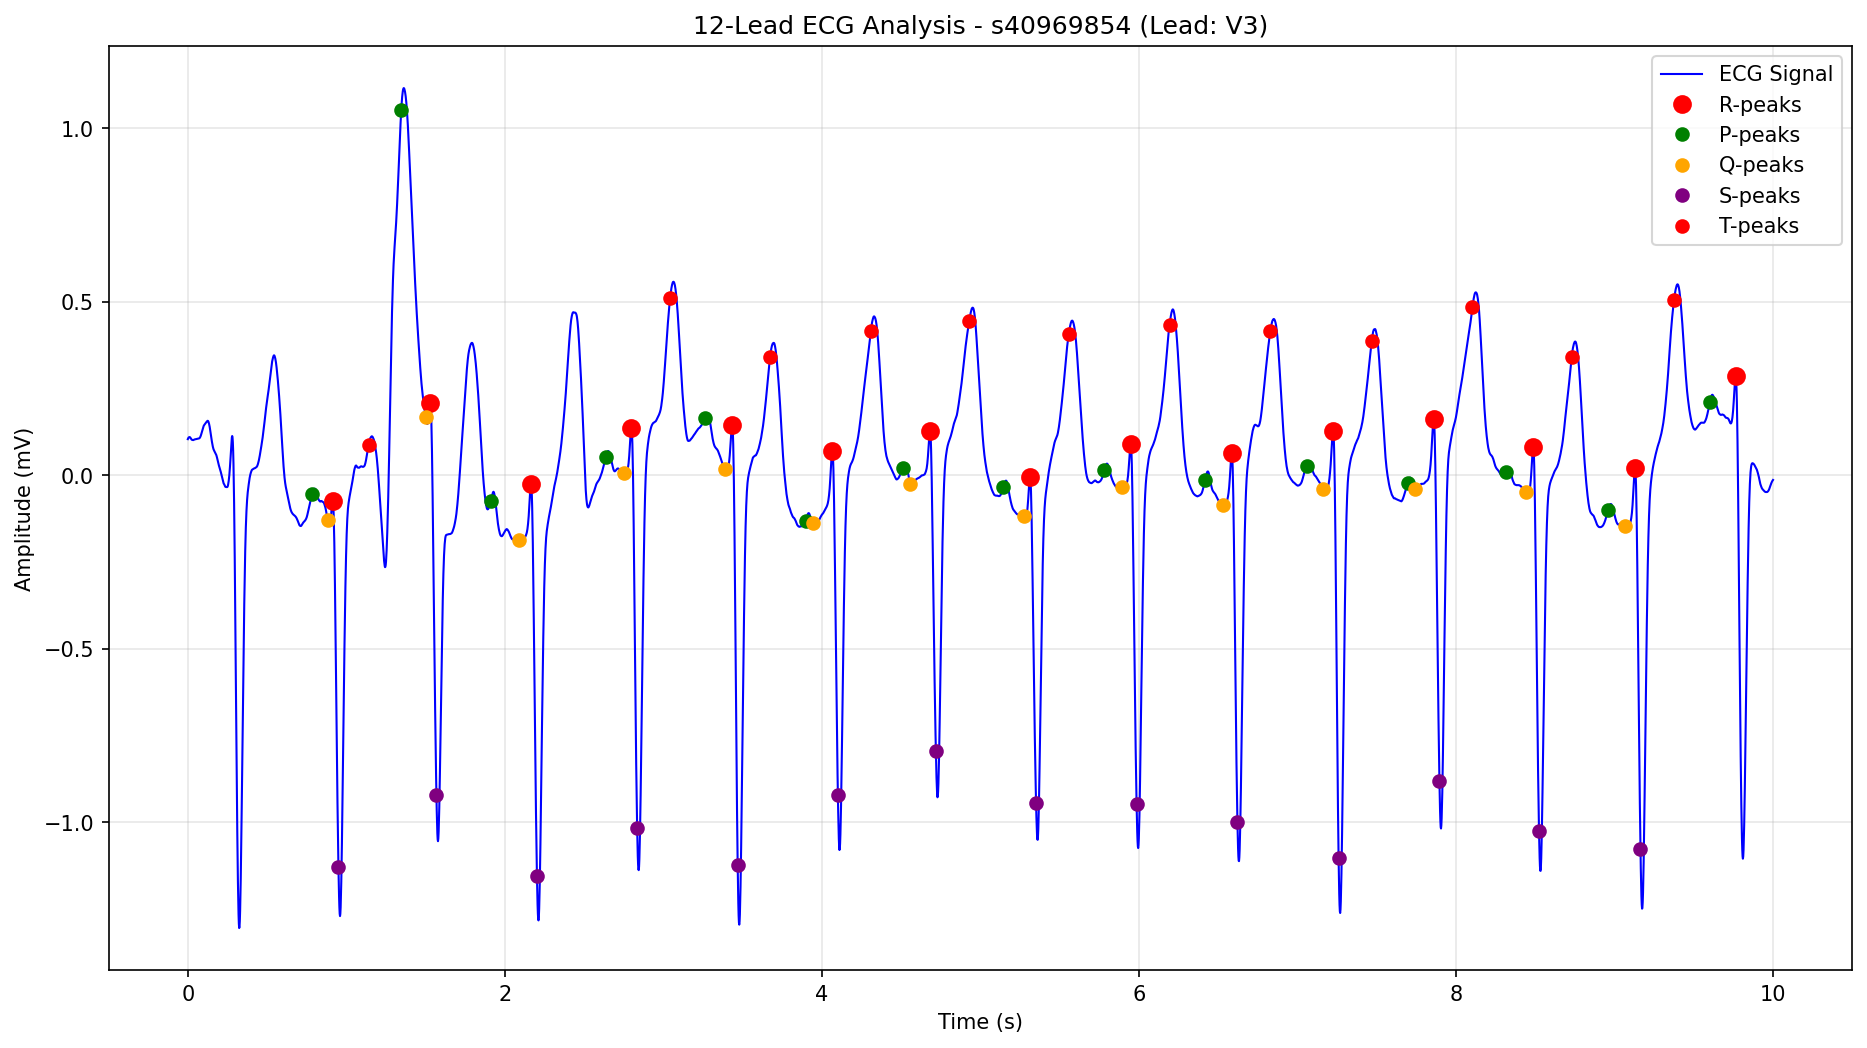 12-Lead ECG Analysis - s40969854 (Lead: V3)
ECG Signal
R-peaks
P-peaks
Q-peaks
S-peaks
T-peaks
Amplitude (mV)
1.0
0.5
0.0
−0.5
−1.0
0 2 4 6 8 10
Time (s)